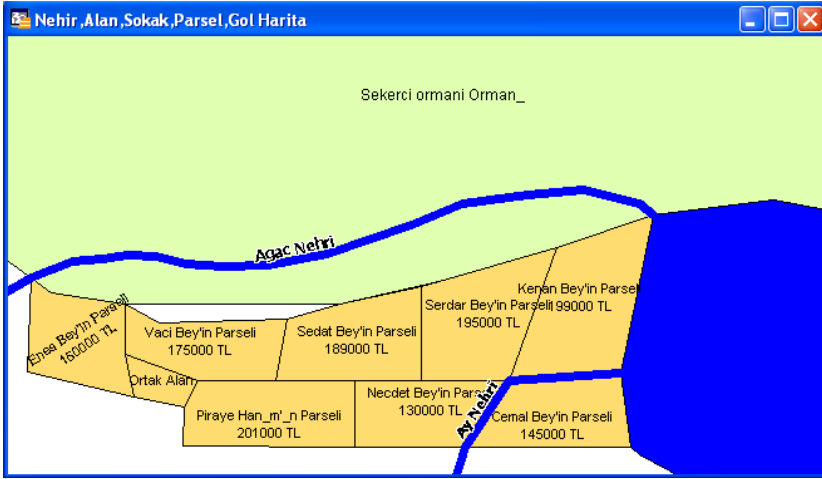 Nehir,Alan,Sokak,Parsel,Gol Harita
Sekerci ormani Orman_
Agac Nehri
Kenan Bey'in Parsel
199000 TL
Serdar Bey'in Parseli
195000 TL
Enes Bey'in Parseli
160000 TL
Vaci Bey'in Parseli
175000 TL
Sedat Bey'in Parseli
189000 TL
Ortak Alan
Necdet Bey'in Parse
130000 TL
Ay Nehri
Piraye Han_m'_n Parseli
201000 TL
Cemal Bey'in Parseli
145000 TL